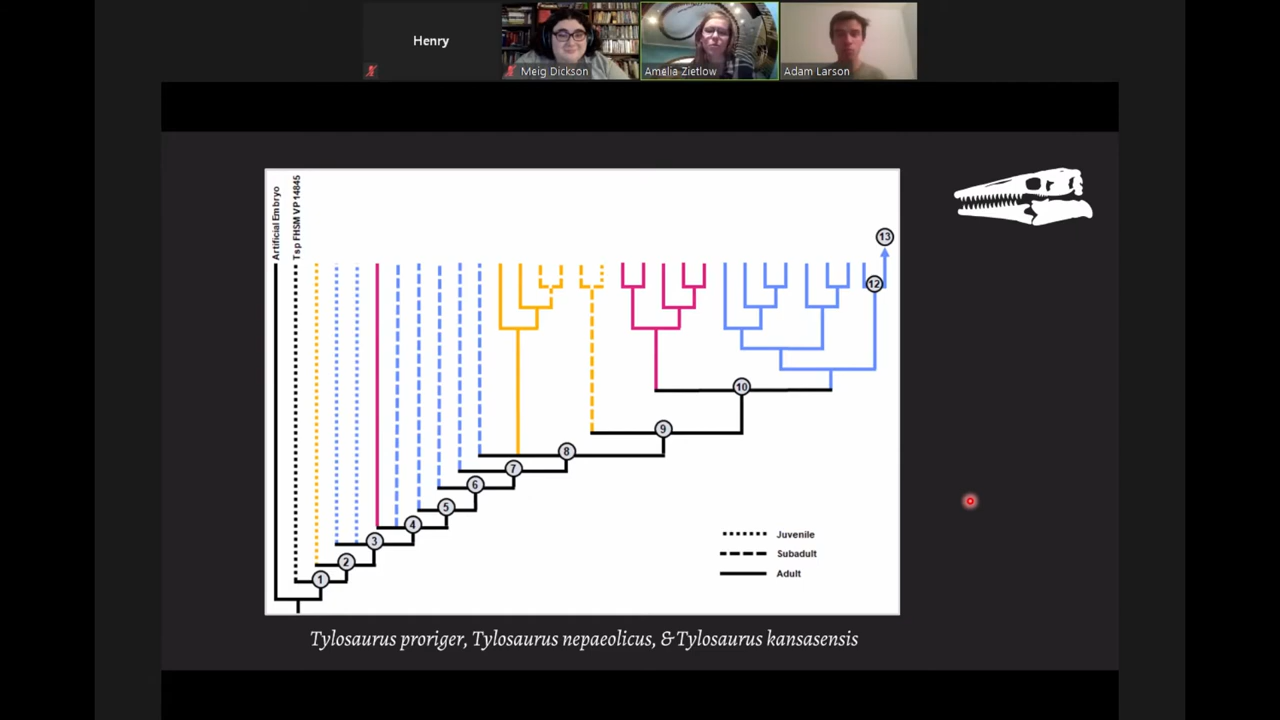 Henry
Meig Dickson
Amelia Zietlow
Adam Larson
Artificial Embryo
Tsp FHSM VP 14845
13
12
10
9
8
7
6
5
4
3
2
1
Juvenile
Subadult
Adult
Tylosaurus proriger, Tylosaurus nepaeolicus, & Tylosaurus kansasensis